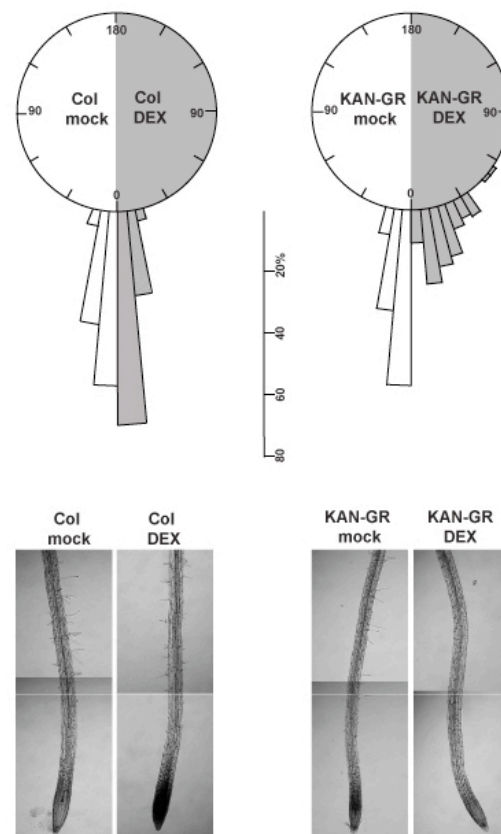 180
Col
mock
Col
DEX
90
90
0
180
KAN-GR
mock
KAN-GR
DEX
90
90
0
20%
40
60
80
Col
mock
Col
DEX
KAN-GR
mock
KAN-GR
DEX